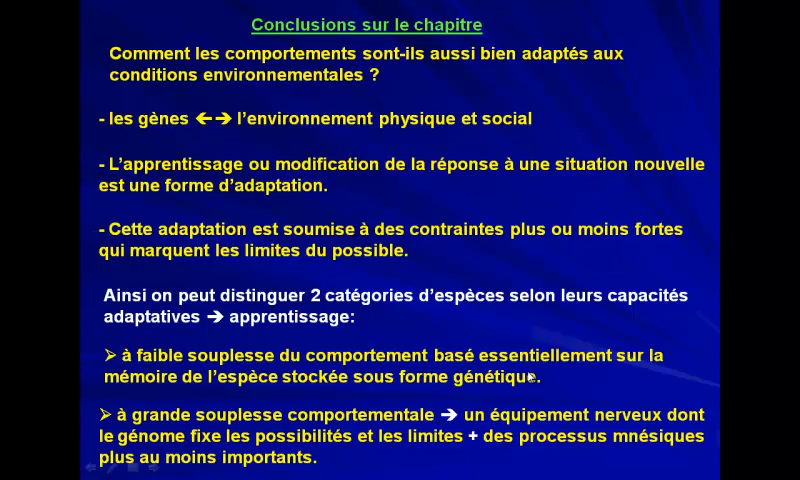 Conclusions sur le chapitre
Comment les comportements sont-ils aussi bien adaptés aux
conditions environnementales ?
- les gènes ←→ l'environnement physique et social
- L'apprentissage ou modification de la réponse à une situation nouvelle
est une forme d'adaptation.
- Cette adaptation est soumise à des contraintes plus ou moins fortes
qui marquent les limites du possible.
Ainsi on peut distinguer 2 catégories d'espèces selon leurs capacités
adaptatives → apprentissage:
➢ à faible souplesse du comportement basé essentiellement sur la
mémoire de l'espèce stockée sous forme génétique.
➢ à grande souplesse comportementale → un équipement nerveux dont
le génome fixe les possibilités et les limites + des processus mnésiques
plus au moins importants.